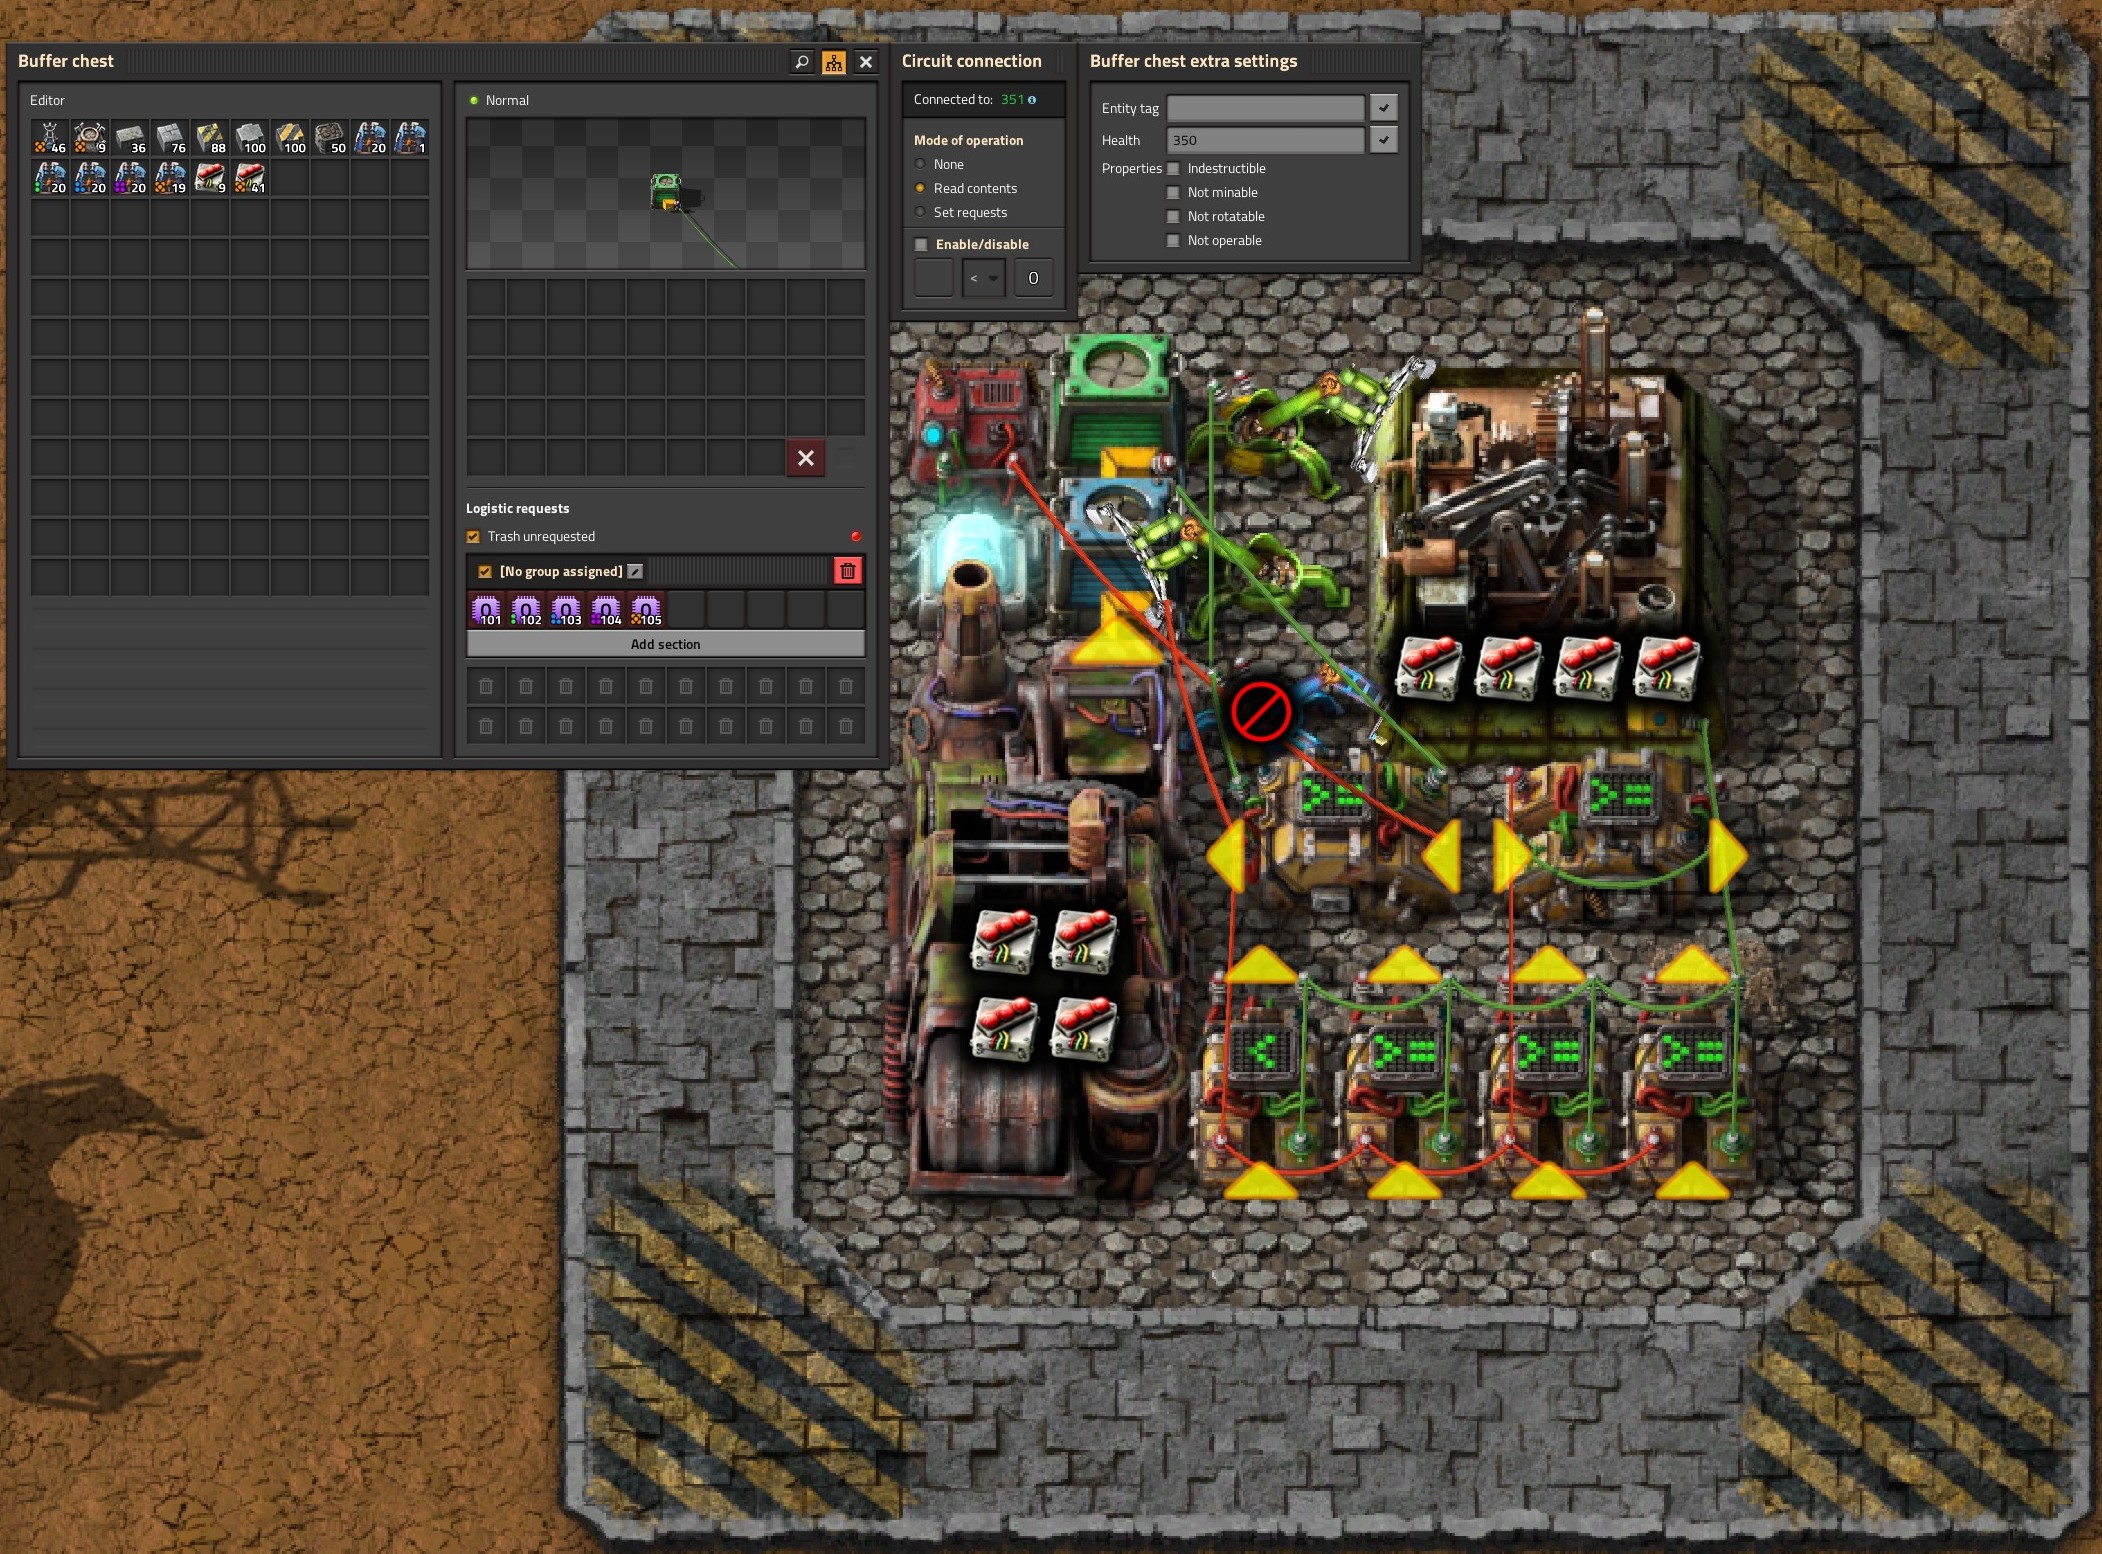 Buffer chest
Editor
46 9 36 76 88 100 100 50 20 1
20 20 20 19 9 41
Normal
Logistic requests
Trash unrequested
[No group assigned]
0 101 0 102 0 103 0 104 0 105
Add section
Circuit connection
Connected to: 351
Mode of operation
None
Read contents
Set requests
Enable/disable
< 0
Buffer chest extra settings
Entity tag
Health 350
Properties Indestructible
Not minable
Not rotatable
Not operable
>= >=
< >= >= >=